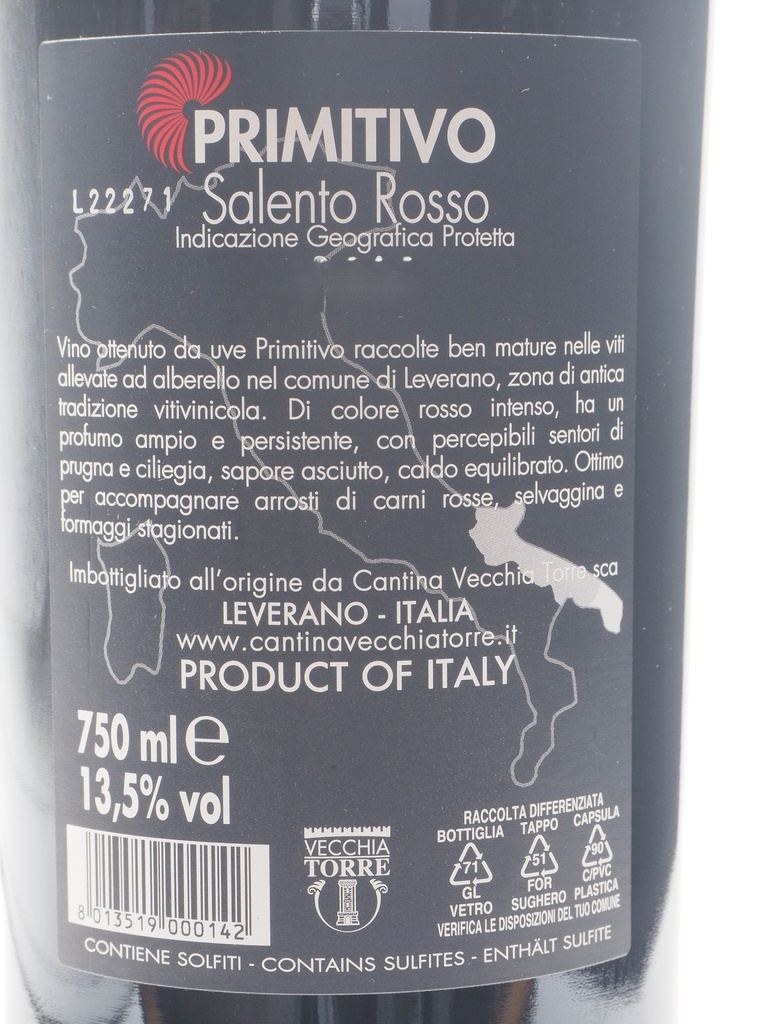 PRIMITIVO
L22271
Salento Rosso
Indicazione Geografica Protetta
Vino ottenuto da uve Primitivo raccolte ben mature nelle viti
allevate ad alberello nel comune di Leverano, zona di antica
tradizione vitivinicola. Di colore rosso intenso, ha un
profumo ampio e persistente, con percepibili sentori di
prugna e ciliegia, sapore asciutto, caldo equilibrato. Ottimo
per accompagnare arrosti di carni rosse, selvaggina e
formaggi stagionati.
Imbottigliato all'origine da Cantina Vecchia Torre sca
LEVERANO - ITALIA
www.cantinavecchiatorre.it
PRODUCT OF ITALY
750 ml e
13,5% vol
8 013519 000142
VECCHIA
TORRE
RACCOLTA DIFFERENZIATA
BOTTIGLIA TAPPO CAPSULA
71 51 90
GL FOR C/PVC
VETRO SUGHERO PLASTICA
VERIFICA LE DISPOSIZIONI DEL TUO COMUNE
CONTIENE SOLFITI - CONTAINS SULFITES - ENTHÄLT SULFITE